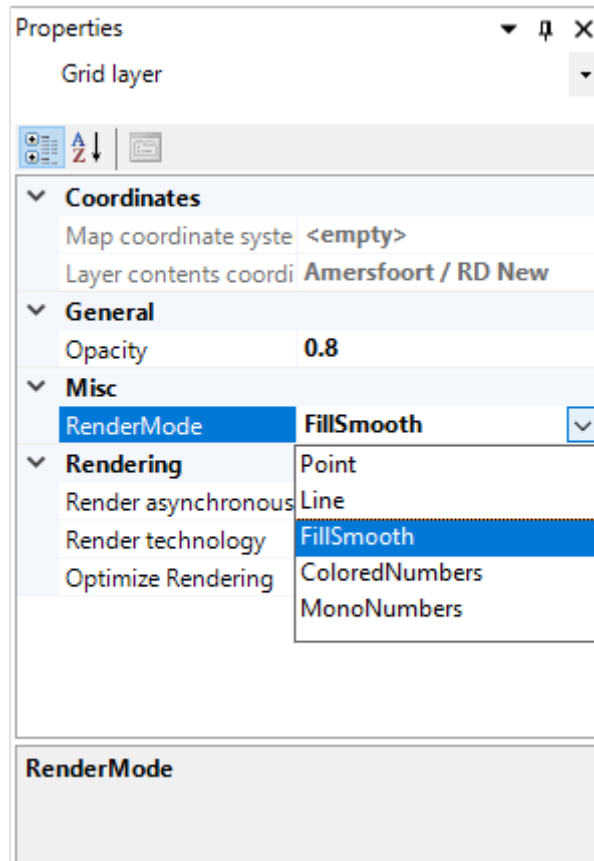 Properties
Grid layer
Coordinates
Map coordinate syste <empty>
Layer contents coordi Amersfoort / RD New
General
Opacity 0.8
Misc
RenderMode FillSmooth
Rendering Point
Render asynchronous Line
Render technology FillSmooth
Optimize Rendering ColoredNumbers
MonoNumbers
RenderMode